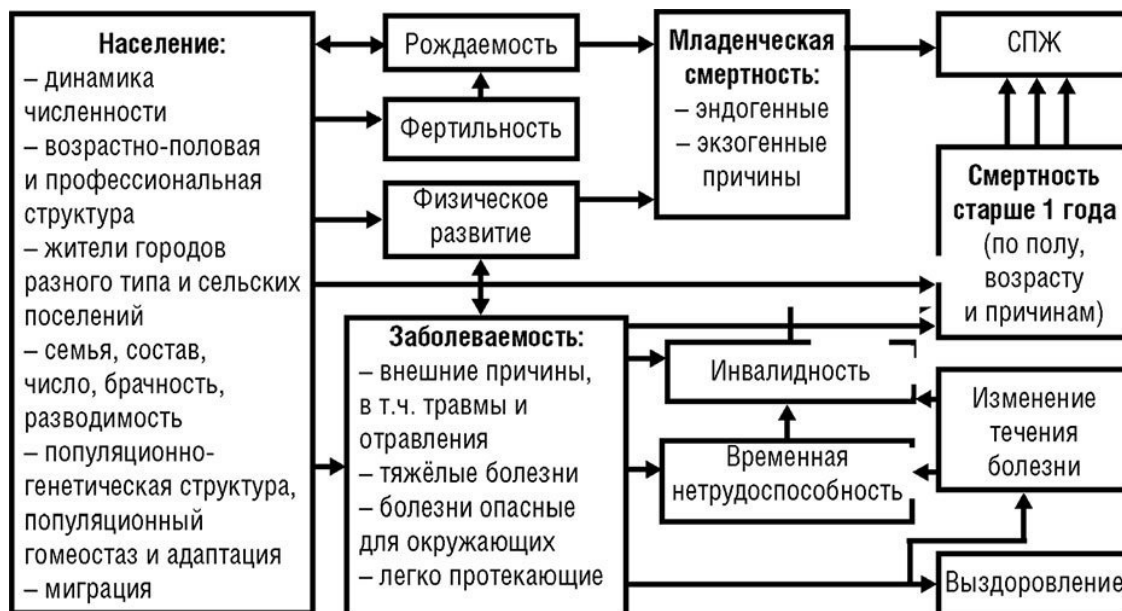 Население:
– динамика
численности
– возрастно-половая
и профессиональная
структура
– жители городов
разного типа и сельских
поселений
– семья, состав,
число, брачность,
разводимость
– популяционно-
генетическая структура,
популяционный
гомеостаз и адаптация
– миграция
Рождаемость
Фертильность
Физическое
развитие
Заболеваемость:
– внешние причины,
в т.ч. травмы и
отравления
– тяжёлые болезни
– болезни опасные
для окружающих
– легко протекающие
Младенческая
смертность:
– эндогенные
– экзогенные
причины
Инвалидность
Временная
нетрудоспособность
СПЖ
Смертность
старше 1 года
(по полу,
возрасту
и причинам)
Изменение
течения
болезни
Выздоровление